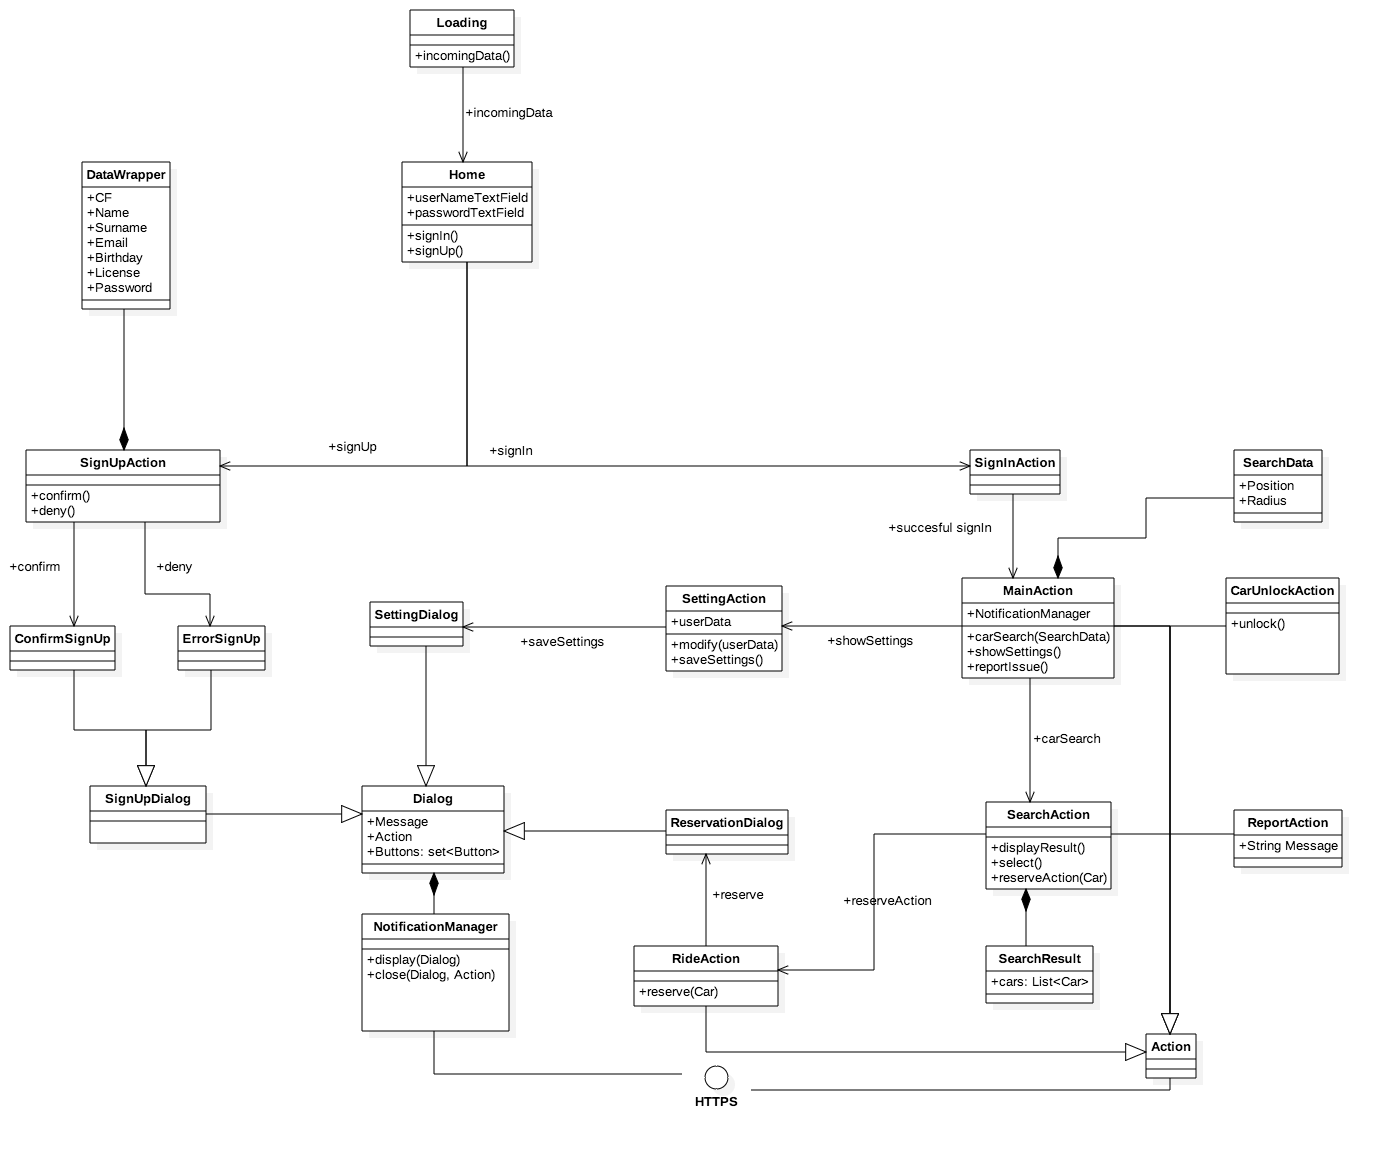 Loading
+incomingData()
+incomingData
DataWrapper
+CF
+Name
+Surname
+Email
+Birthday
+License
+Password
Home
+userNameTextField
+passwordTextField
+signIn()
+signUp()
+signUp
+signIn
SignUpAction
+confirm()
+deny()
SignInAction
SearchData
+Position
+Radius
+succesful signIn
+confirm
+deny
ConfirmSignUp
ErrorSignUp
SettingDialog
+saveSettings
SettingAction
+userData
+modify(userData)
+saveSettings()
+showSettings
MainAction
+NotificationManager
+carSearch(SearchData)
+showSettings()
+reportIssue()
CarUnlockAction
+unlock()
+carSearch
SignUpDialog
Dialog
+Message
+Action
+Buttons: set<Button>
ReservationDialog
SearchAction
+displayResult()
+select()
+reserveAction(Car)
ReportAction
+String Message
+reserve
+reserveAction
NotificationManager
+display(Dialog)
+close(Dialog, Action)
RideAction
+reserve(Car)
SearchResult
+cars: List<Car>
Action
HTTPS